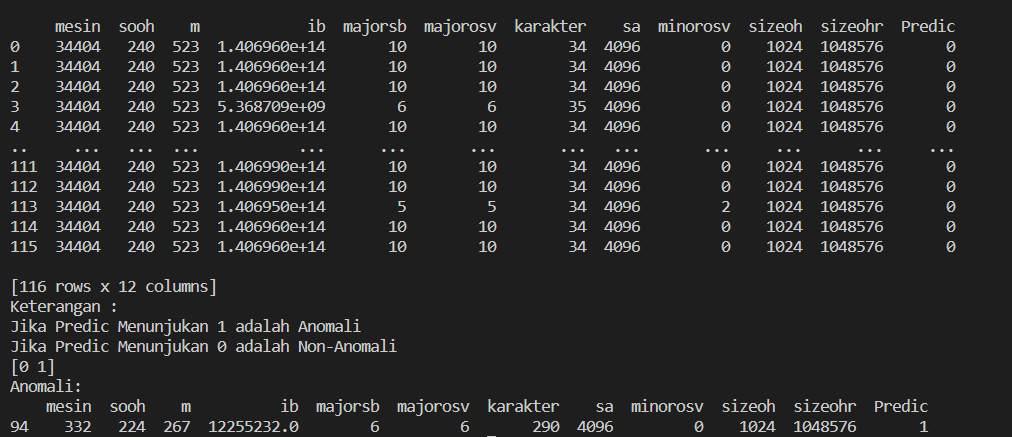 mesin sooh m ib majorsb majorosv karakter sa minorosv sizeoh sizeohr Predic
0 34404 240 523 1.406960e+14 10 10 34 4096 0 1024 1048576 0
1 34404 240 523 1.406960e+14 10 10 34 4096 0 1024 1048576 0
2 34404 240 523 1.406960e+14 10 10 34 4096 0 1024 1048576 0
3 34404 240 523 5.368709e+09 6 6 35 4096 0 1024 1048576 0
4 34404 240 523 1.406960e+14 10 10 34 4096 0 1024 1048576 0
.. ... ... ... ... ... ... ... ... ... ... ... ...
111 34404 240 523 1.406990e+14 10 10 34 4096 0 1024 1048576 0
112 34404 240 523 1.406990e+14 10 10 34 4096 0 1024 1048576 0
113 34404 240 523 1.406950e+14 5 5 34 4096 2 1024 1048576 0
114 34404 240 523 1.406960e+14 10 10 34 4096 0 1024 1048576 0
115 34404 240 523 1.406960e+14 10 10 34 4096 0 1024 1048576 0
[116 rows x 12 columns]
Keterangan :
Jika Predic Menunjukan 1 adalah Anomali
Jika Predic Menunjukan 0 adalah Non-Anomali
[0 1]
Anomali:
mesin sooh m ib majorsb majorosv karakter sa minorosv sizeoh sizeohr Predic
94 332 224 267 12255232.0 6 6 290 4096 0 1024 1048576 1